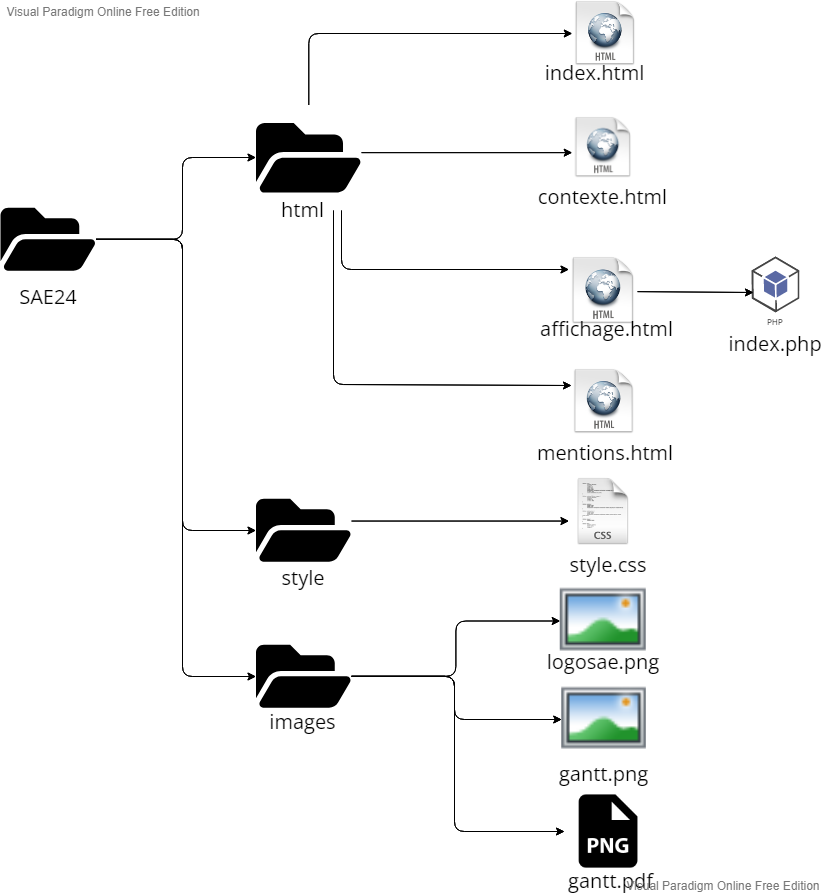 Visual Paradigm Online Free Edition
HTML
index.html
HTML
contexte.html
html
SAE24
HTML
affichage.html
PHP
index.php
HTML
mentions.html
CSS
style.css
style
logosae.png
images
gantt.png
PNG
gantt.pdf
Visual Paradigm Online Free Edition